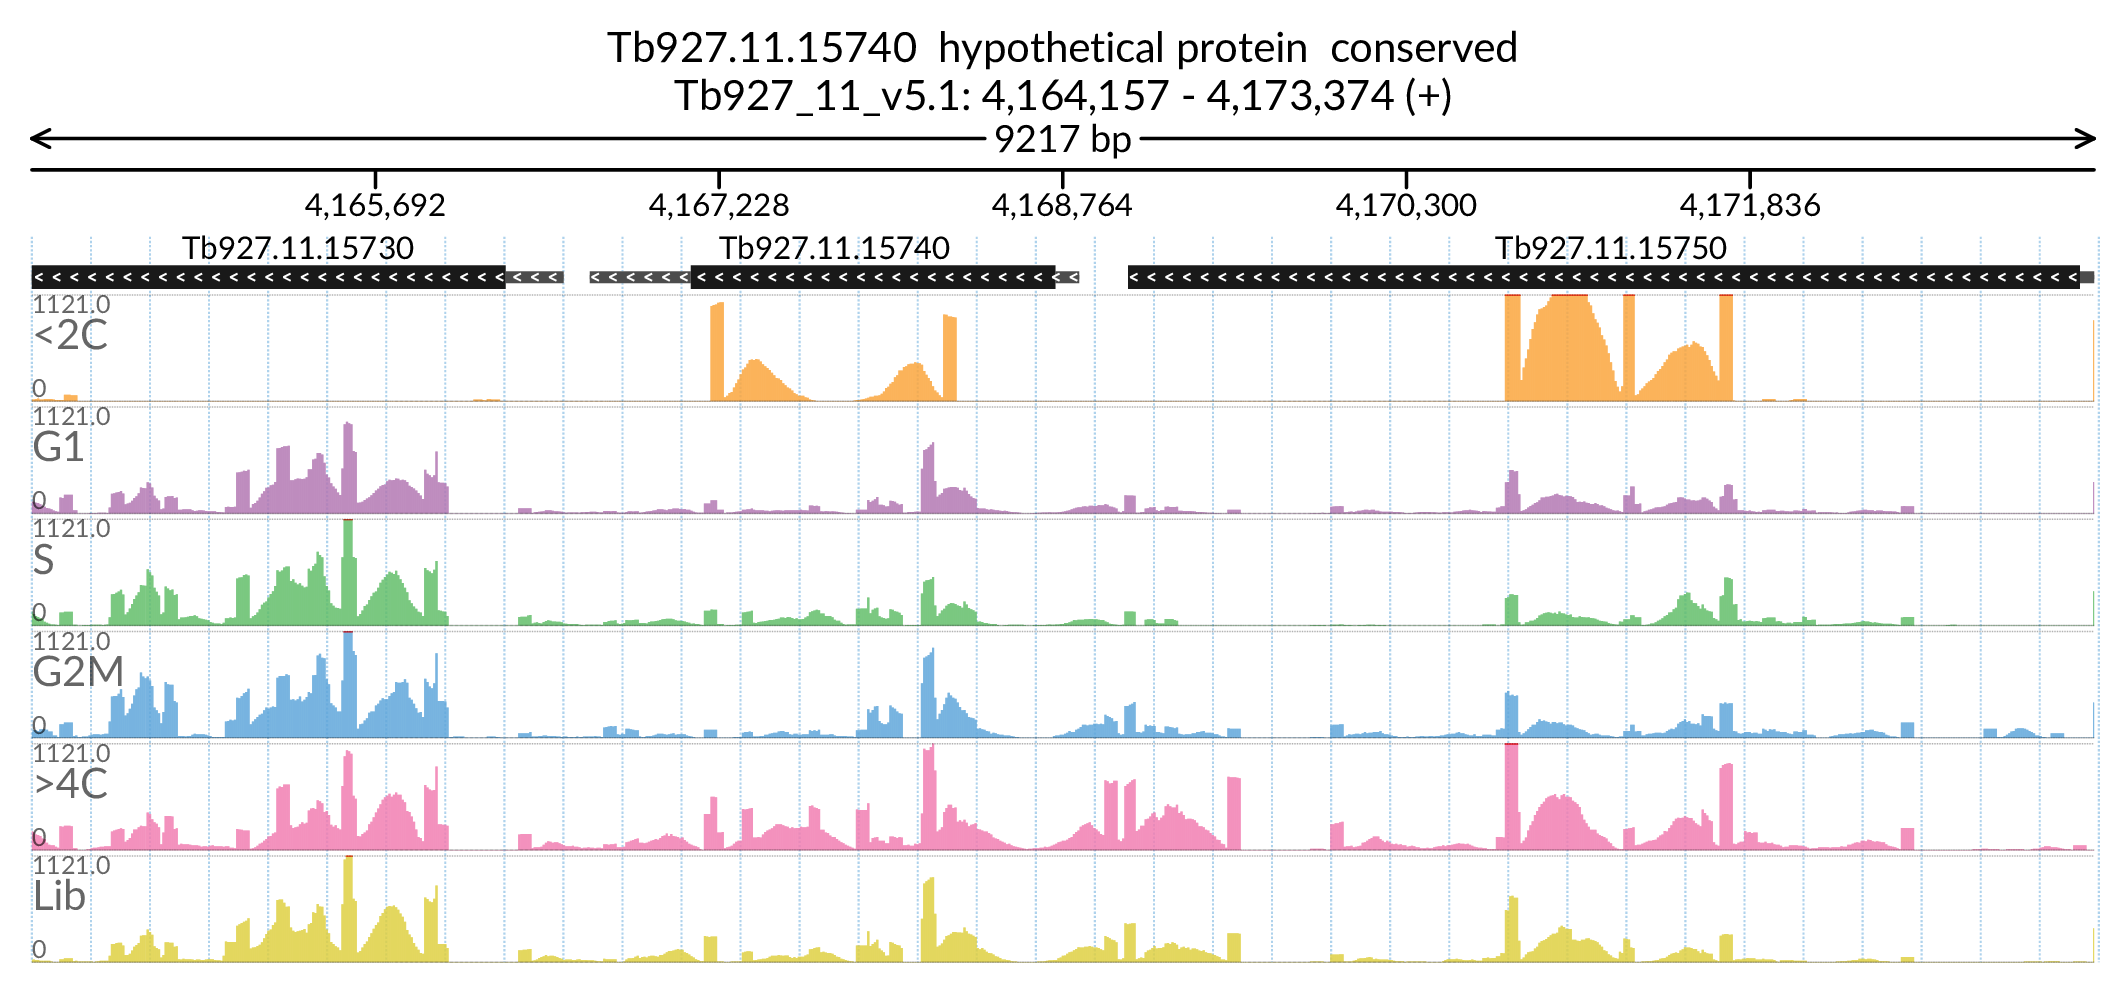 Tb927.11.15740  hypothetical protein  conserved
Tb927_11_v5.1: 4,164,157 - 4,173,374 (+)
9217 bp
4,165,692 4,167,228 4,168,764 4,170,300 4,171,836
Tb927.11.15730 Tb927.11.15740 Tb927.11.15750
1121.0
<2C
0
1121.0
G1
0
1121.0
S
0
1121.0
G2M
0
1121.0
>4C
0
1121.0
Lib
0